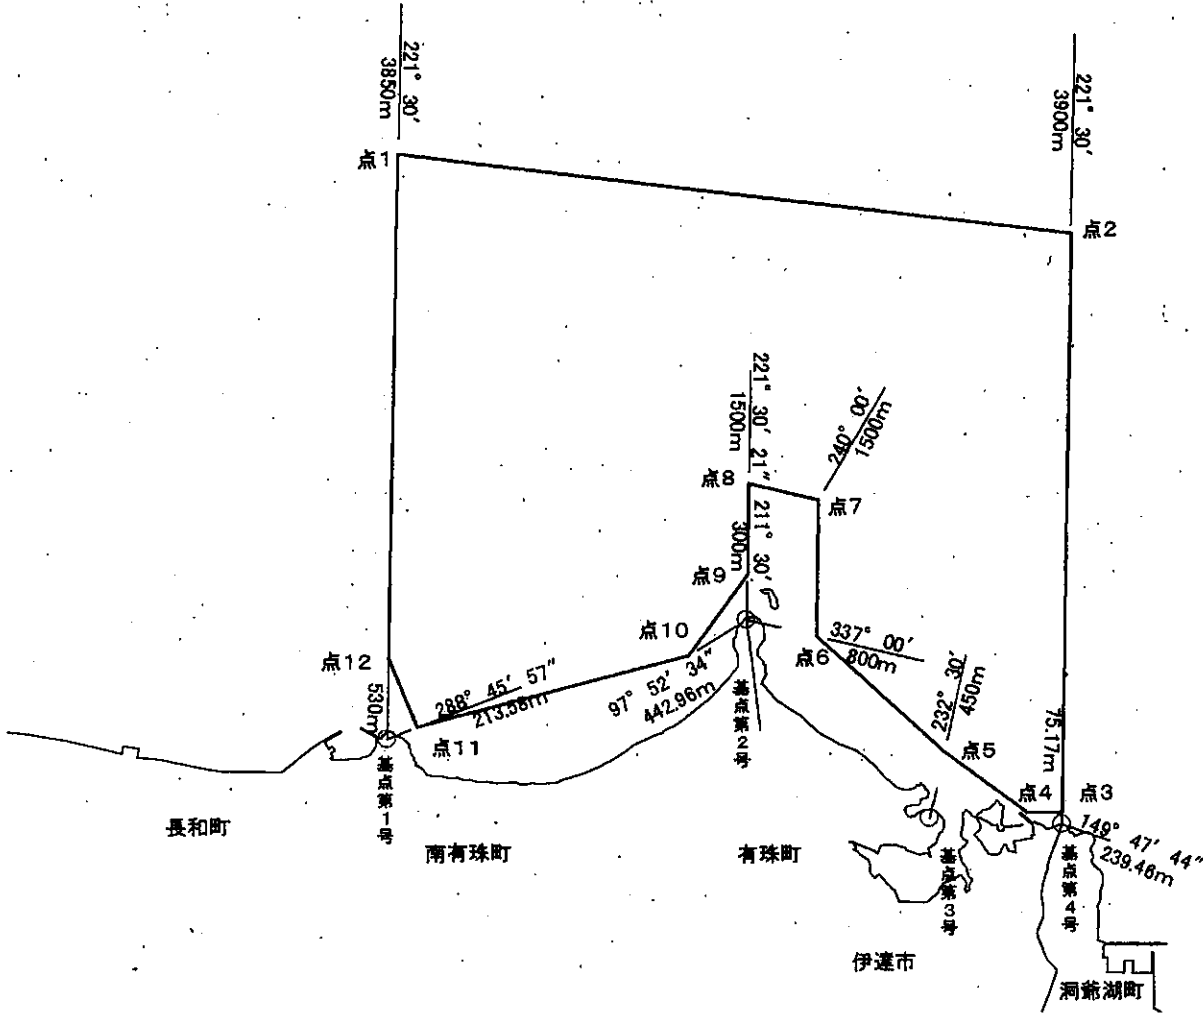 221° 30′
3850m
221° 30′
3900m
点1
点2
221° 30′ 21″
1500m
240° 00′
1500m
点8
点7
211° 30′
300m
点9
点10
337° 00′
800m
点6
点12
288° 45′ 57″
213.58m
97° 52′ 34″
442.96m
232° 30′
450m
530m
基点第2号
75.17m
点11
点5
点4
点3
基点第1号
149° 47′ 44″
239.46m
長和町
南有珠町
有珠町
基点第3号
基点第4号
伊達市
洞爺湖町